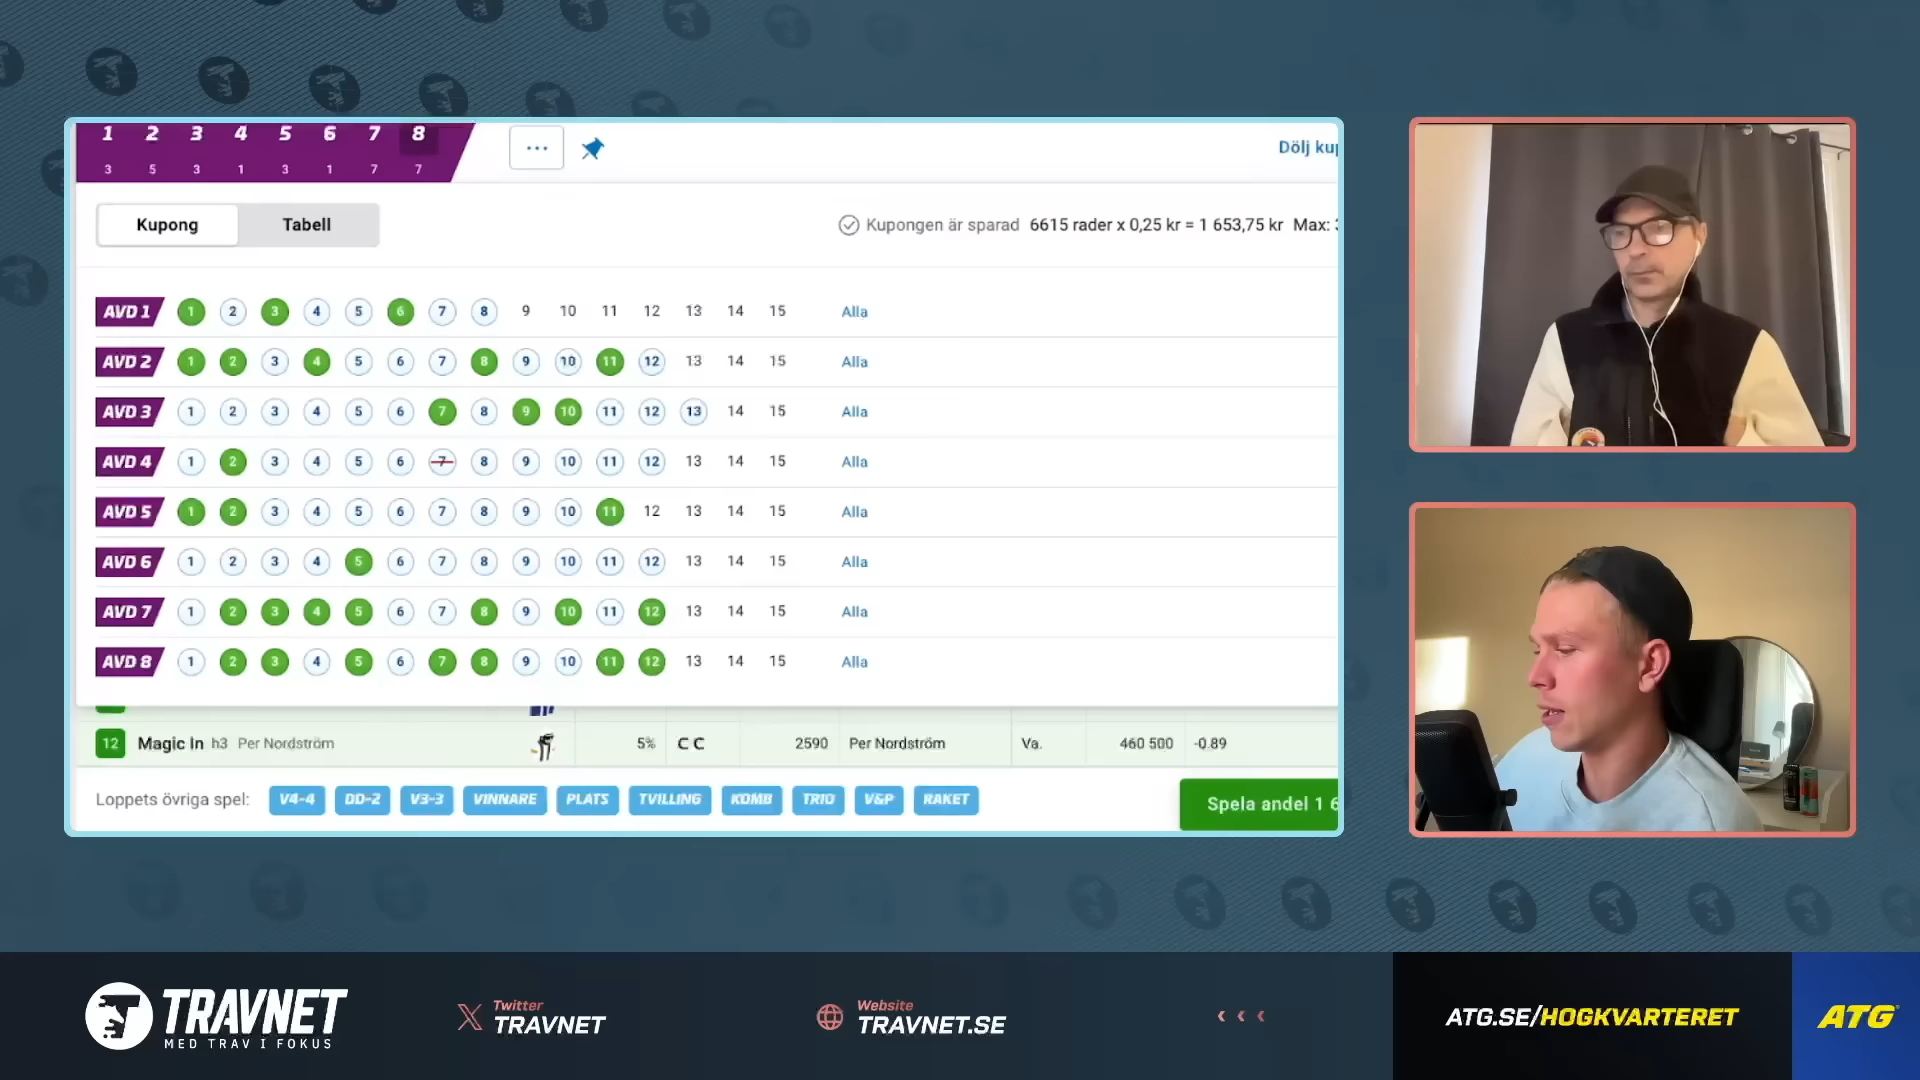 1 2 3 4 5 6 7 8
3 5 3 1 3 1 7 7
...
Dölj
Kupong Tabell
Kupongen är sparad 6615 rader x 0,25 kr = 1 653,75 kr Max:
AVD 1 1 2 3 4 5 6 7 8 9 10 11 12 13 14 15 Alla
AVD 2 1 2 3 4 5 6 7 8 9 10 11 12 13 14 15 Alla
AVD 3 1 2 3 4 5 6 7 8 9 10 11 12 13 14 15 Alla
AVD 4 1 2 3 4 5 6 7 8 9 10 11 12 13 14 15 Alla
AVD 5 1 2 3 4 5 6 7 8 9 10 11 12 13 14 15 Alla
AVD 6 1 2 3 4 5 6 7 8 9 10 11 12 13 14 15 Alla
AVD 7 1 2 3 4 5 6 7 8 9 10 11 12 13 14 15 Alla
AVD 8 1 2 3 4 5 6 7 8 9 10 11 12 13 14 15 Alla
12 Magic In h3 Per Nordström 5% C C 2590 Per Nordström Va. 460 500 -0.89
Loppets övriga spel: V4-4 DD-2 V3-3 VINNARE PLATS TVILLING KOMB TRIO V&P RAKET
Spela andel 1
TRAVNET
MED TRAV I FOKUS
Twitter
TRAVNET
Website
TRAVNET.SE
ATG.SE/HOGKVARTERET
ATG